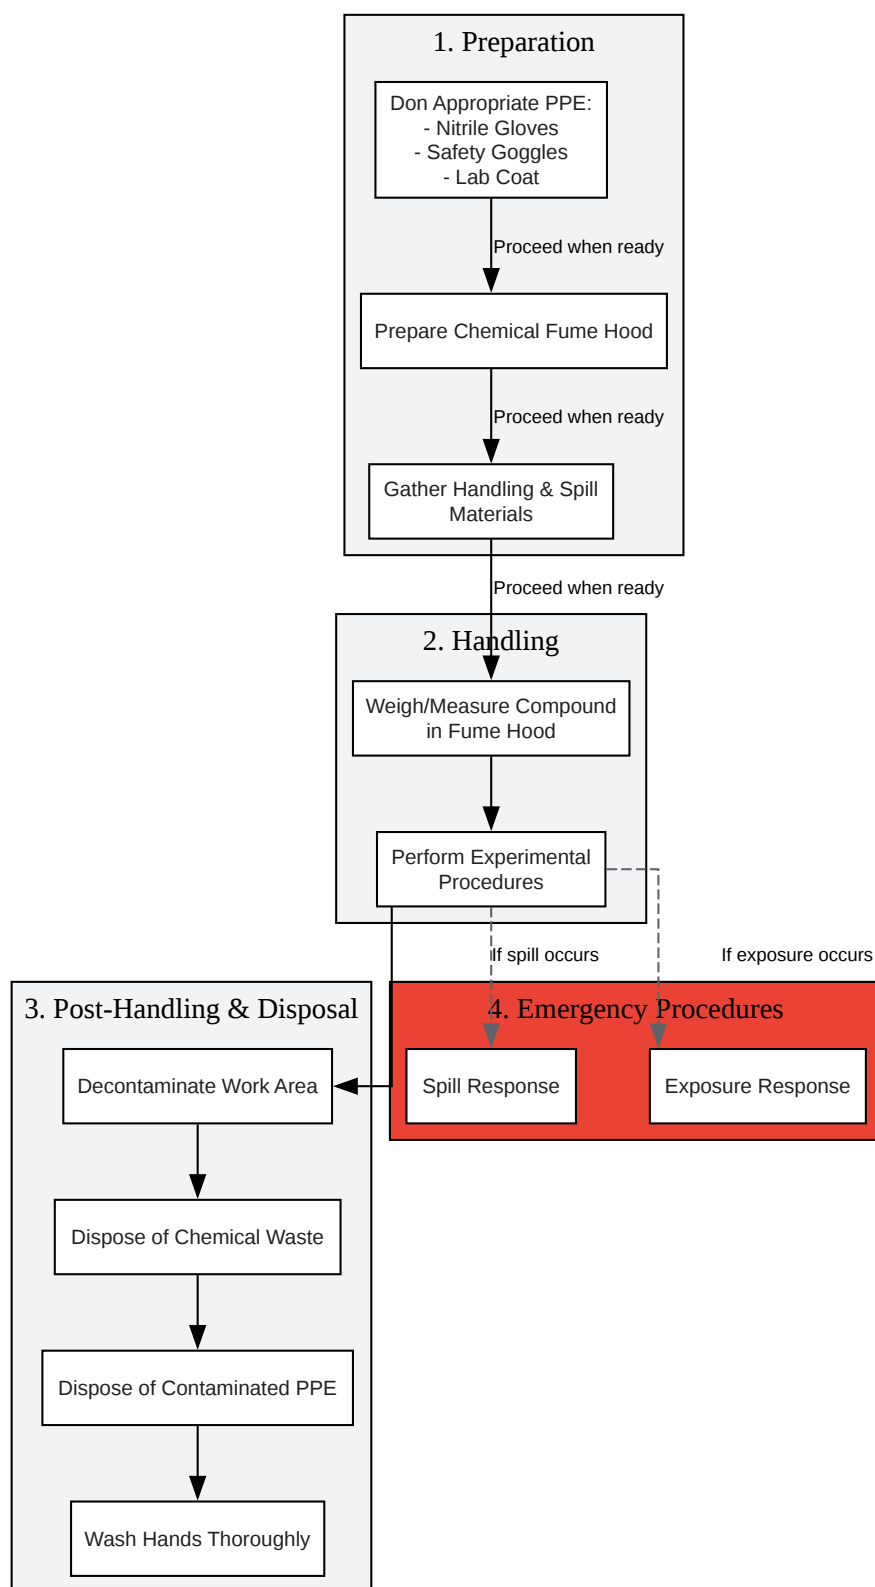 1. Preparation
Don Appropriate PPE:
- Nitrile Gloves
- Safety Goggles
- Lab Coat
Proceed when ready
Prepare Chemical Fume Hood
Proceed when ready
Gather Handling & Spill
Materials
Proceed when ready
2. Handling
Weigh/Measure Compound
in Fume Hood
Perform Experimental
Procedures
If spill occurs
If exposure occurs
3. Post-Handling & Disposal
4. Emergency Procedures
Decontaminate Work Area
Spill Response
Exposure Response
Dispose of Chemical Waste
Dispose of Contaminated PPE
Wash Hands Thoroughly